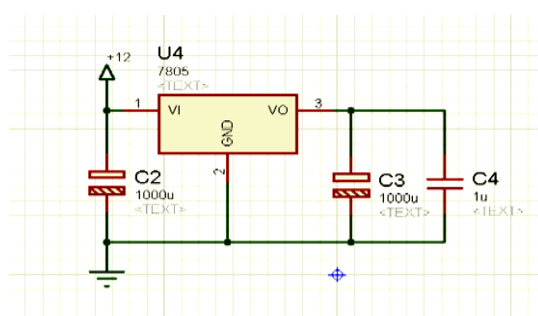 +12
U4
7805
<TEXT>
1
VI
VO
3
GND
2
C2
1000u
<TEXT>
C3
1000u
<TEXT>
C4
1u
<TEXT>